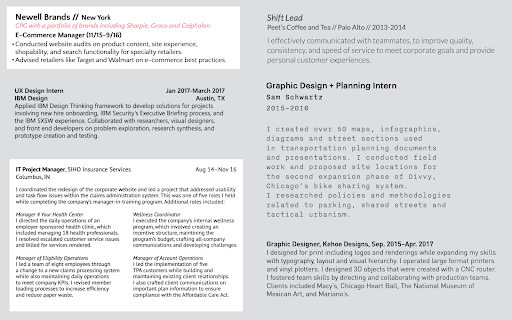 Newell Brands // New York
CPG with a portfolio of brands including Sharpie, Graco and Calphalon
E-Commerce Manager (11/15-9/16)
•Conducted website audits on product content, site experience,
shopability, and search functionality for specialty retailers.
•Advised retailers like Target and Walmart on e-commerce best practices.
UX Design Intern Jan 2017-March 2017
IBM Design Austin, TX
Applied IBM Design Thinking framework to develop solutions for projects
involving new hire onboarding, IBM Security's Executive Briefing process, and
the IBM SXSW experience. Collaborated with researchers, visual designers,
and front end developers on problem exploration, research synthesis, and
prototype creation and testing.
IT Project Manager, SIHO Insurance Services Aug 14–Nov 16
Columbus, IN
I coordinated the redesign of the corporate website and led a project that addressed usability
and task flow issues within the claims administration system. This was one of five roles I held
while completing the company's manager-in-training program. Additional roles included:
Manager 4 Your Health Center
I directed the daily operations of an
employer-sponsored health clinic, which
included managing 18 health professionals.
I resolved escalated customer service issues
and billed for services rendered.
Manager of Eligibility Operations
I led a team of eight employees through
a change to a new claims processing system
while also maintaining daily operations
to meet company KPIs. I revised member
loading processes to increase efficiency
and reduce paper waste.
Wellness Coordinator
I executed the company's internal wellness
program, which involved creating an
incentive structure, maintaining the
program's budget, crafting all-company
communications and developing challenges.
Manager of Account Operations
I led the implementation of five
TPA customers while building and
maintaining existing client relationships.
I also crafted client communications on
important plan information to ensure
compliance with the Affordable Care Act.
Shift Lead
Peet's Coffee and Tea // Palo Alto // 2013-2014
I effectively communicated with teammates, to improve quality,
consistency, and speed of service to meet corporate goals and provide
personal customer experiences.
Graphic Design + Planning Intern
Sam Schwartz
2015-2016
I created over 50 maps, infographics,
diagrams and street sections used
in transportation planning documents
and presentations. I conducted field
work and proposed site locations for
the second expansion phase of Divvy,
Chicago's bike sharing system.
I researched policies and methodologies
related to parking, shared streets and
tactical urbanism.
Graphic Designer, Kehoe Designs, Sep. 2015–Apr. 2017
I designed for print including logos and renderings while expanding my skills
with typography, layout and visual hierarchy. I operated large format printers
and vinyl plotters. I designed 3D objects that were created with a CNC router.
I fostered team skills by directing and collaborating with production teams.
Clients included Macy's, Chicago Heart Ball, The National Museum of
Mexican Art, and Mariano's.